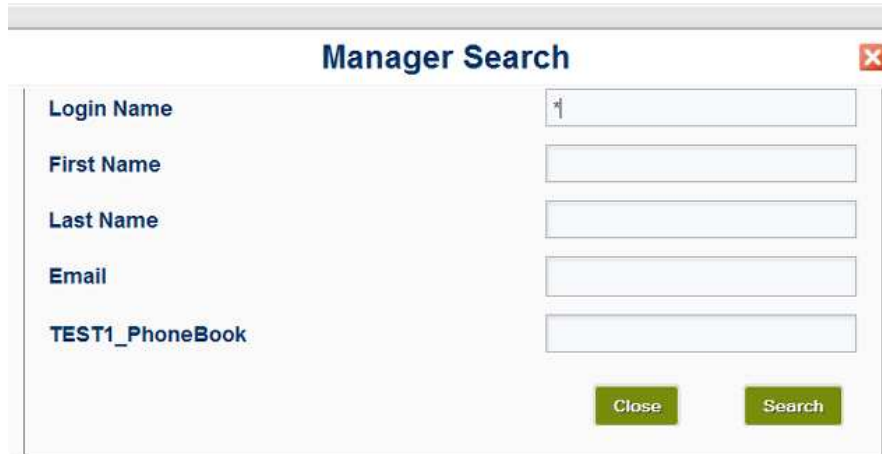 Manager Search
Login Name
*
First Name
Last Name
Email
TEST1_PhoneBook
Close
Search